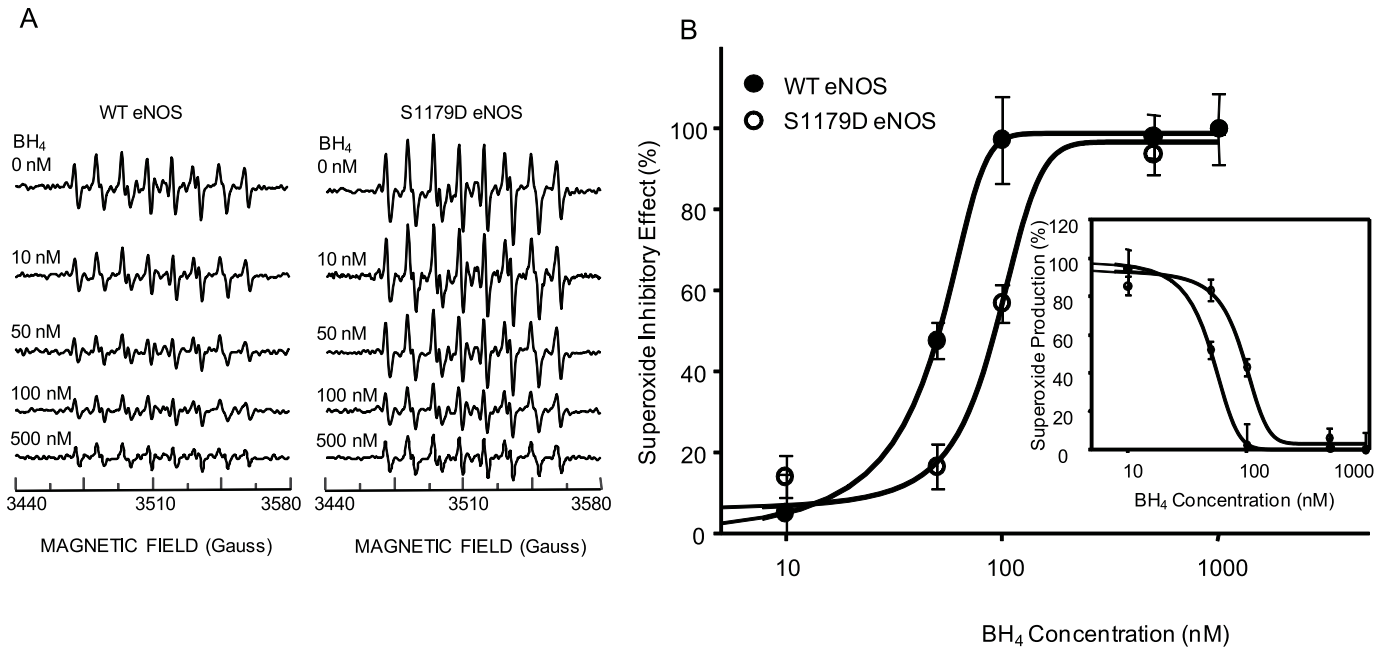 A
WT eNOS
S1179D eNOS
BH4
0 nM
10 nM
50 nM
100 nM
500 nM
3440
3510
3580
MAGNETIC FIELD (Gauss)
BH4
0 nM
10 nM
50 nM
100 nM
500 nM
3440
3510
3580
MAGNETIC FIELD (Gauss)
B
WT eNOS
S1179D eNOS
Superoxide Inhibitory Effect (%)
100
80
60
40
20
0
10
100
1000
BH4 Concentration (nM)
Superoxide Production (%)
120
100
80
60
40
20
0
10
100
1000
BH4 Concentration (nM)